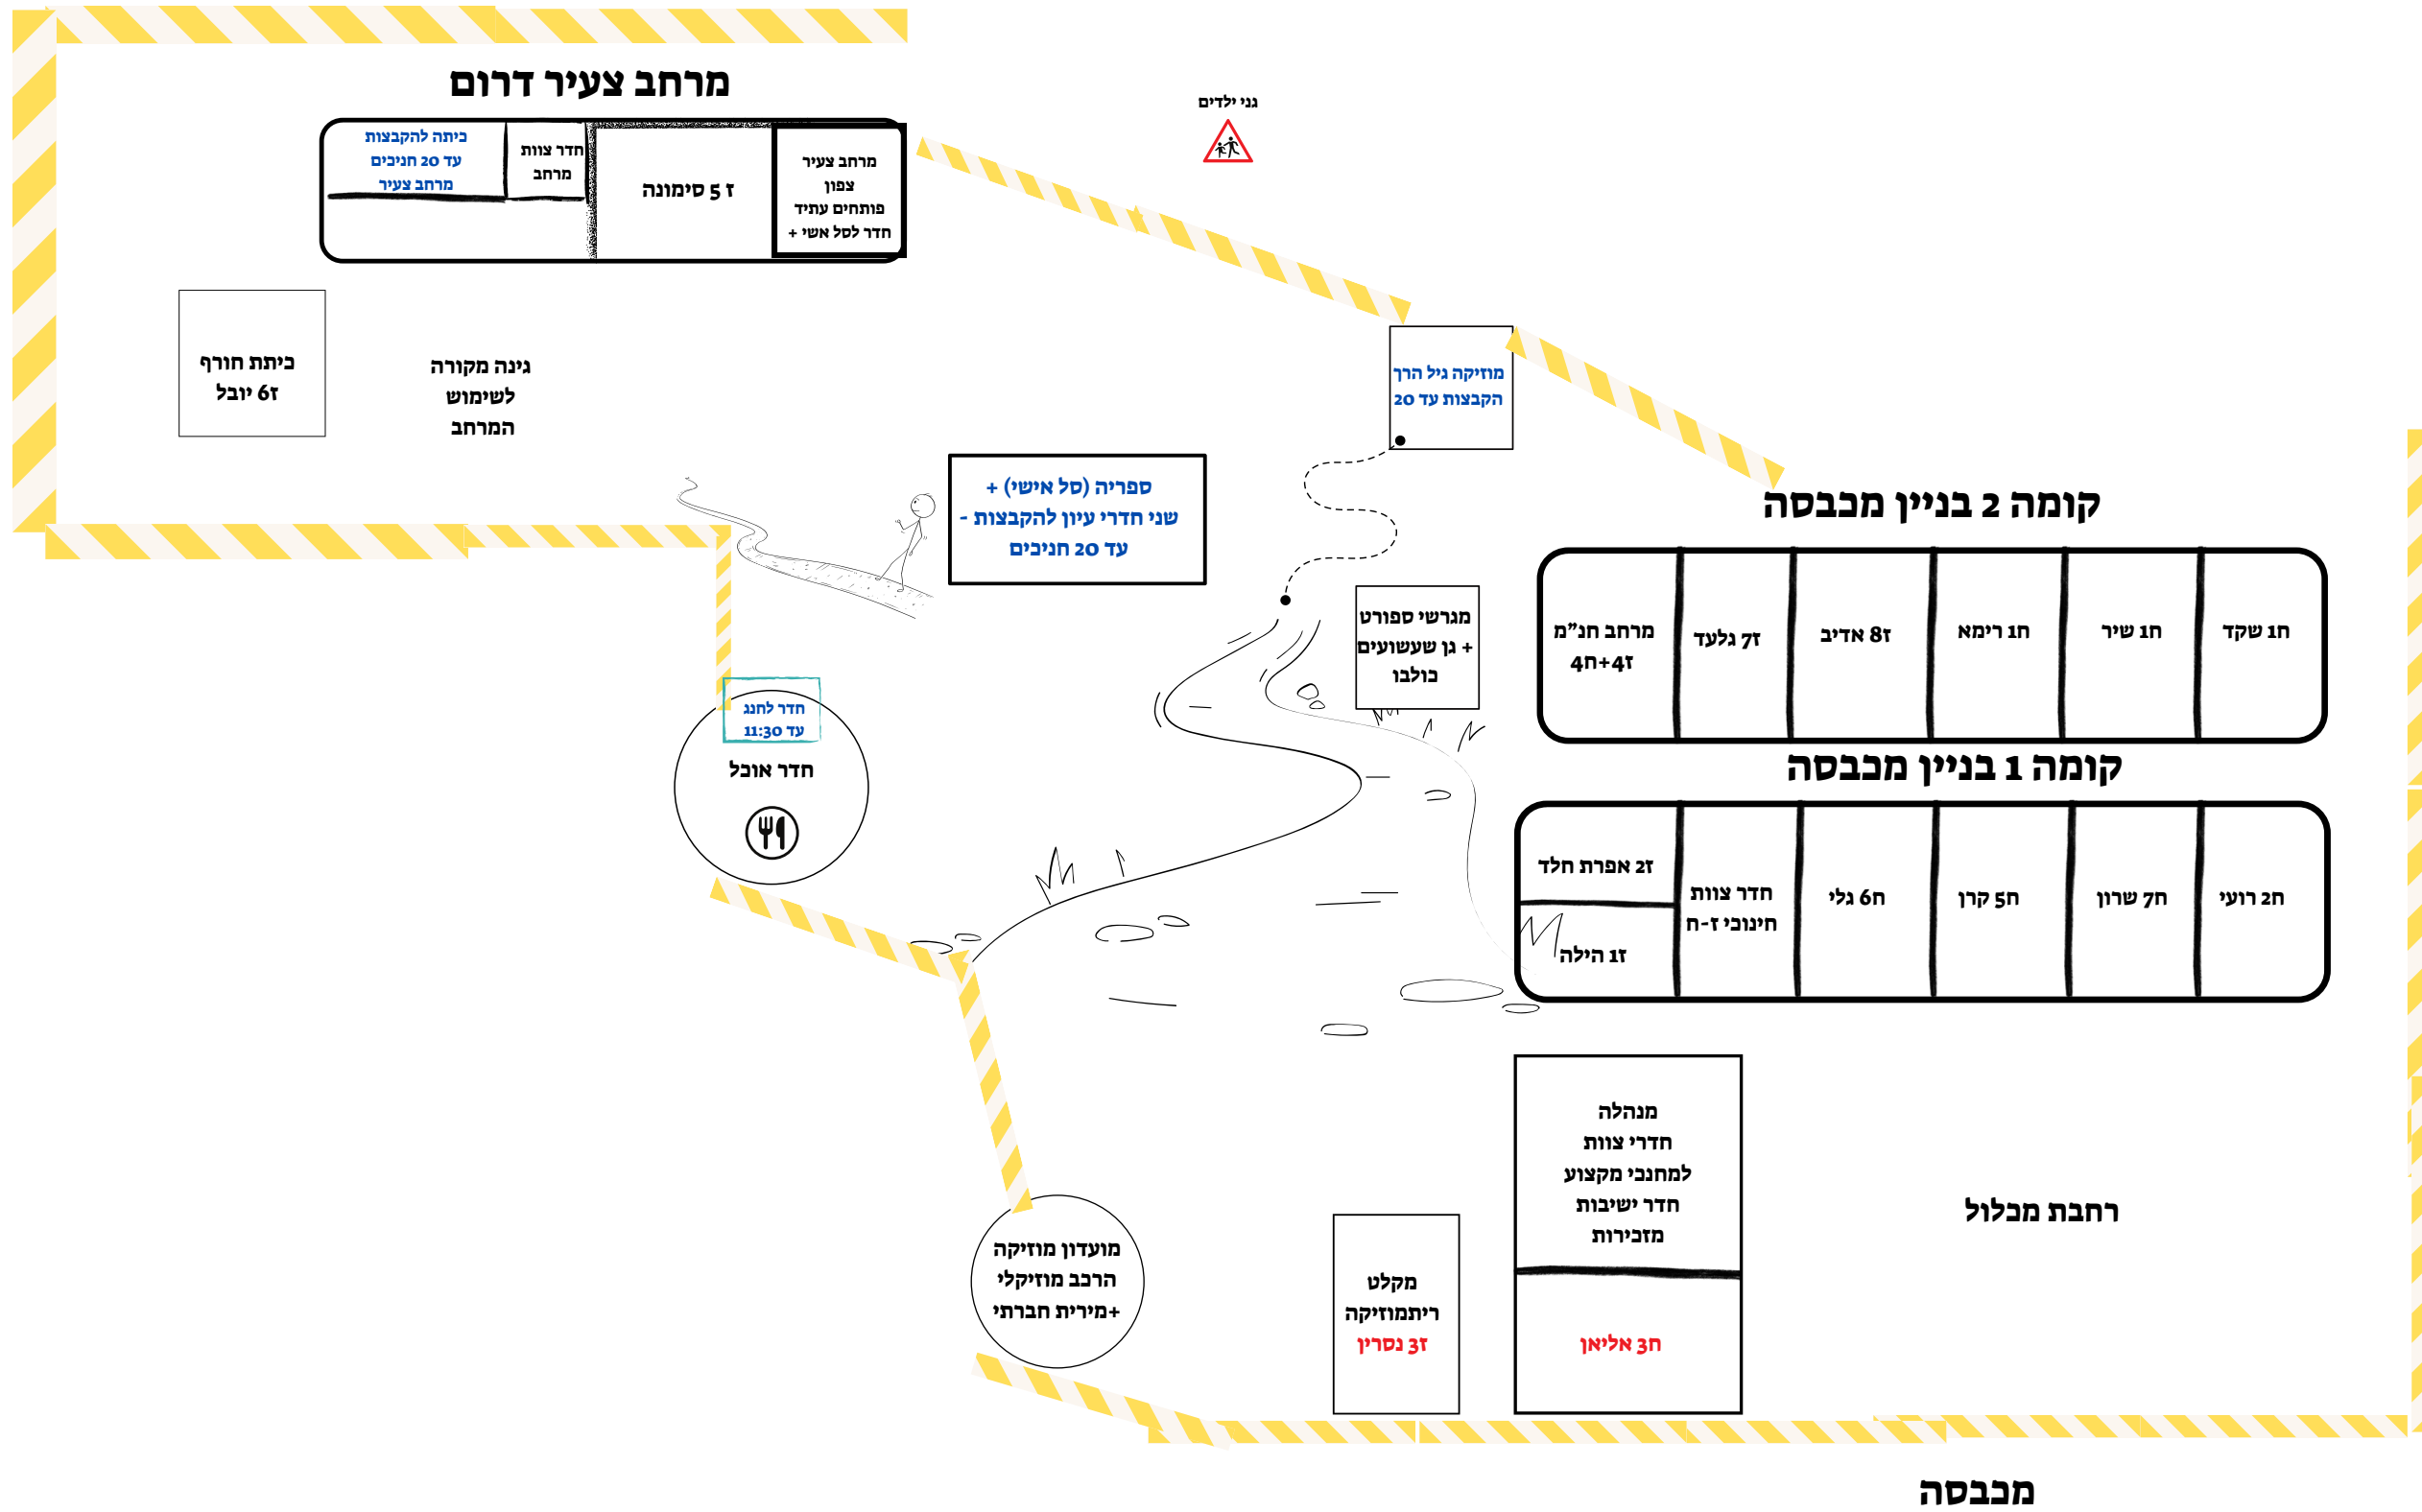 מרחב צעיר דרום
גני ילדים
כיתה להקבצות
עד 20 חניכים
מרחב צעיר
חדר צוות
מרחב
ז 5 סימונה
מרחב צעיר
צפון
פותחים עתיד
חדר לסל אשי +
כיתת חורף
ז6 יובל
גינה מקורה
לשימוש
המרחב
מוזיקה גיל הרך
הקבצות עד 20
ספריה (סל אישי) +
שני חדרי עיון להקבצות -
עד 20 חניכים
מגרשי ספורט
+ גן שעשועים
כולבו
קומה 2 בניין מכבסה
ח1 שקד
ח1 שיר
ח1 רימא
ז8 אדיב
ז7 גלעד
מרחב חנ"מ
ז4+ח4
חדר לחנג
עד 11:30
חדר אוכל
קומה 1 בניין מכבסה
ח2 רועי
ח7 שרון
ח5 קרן
ח6 גלי
חדר צוות
חינוכי ז-ח
ז2 אפרת חלד
ז1 הילה
מנהלה
חדרי צוות
למחנכי מקצוע
חדר ישיבות
מזכירות
ח3 אליאן
רחבת מכלול
מקלט
ריתמוזיקה
ז3 נסרין
מועדון מוזיקה
הרכב מוזיקלי
+מירית חברתי
מכבסה